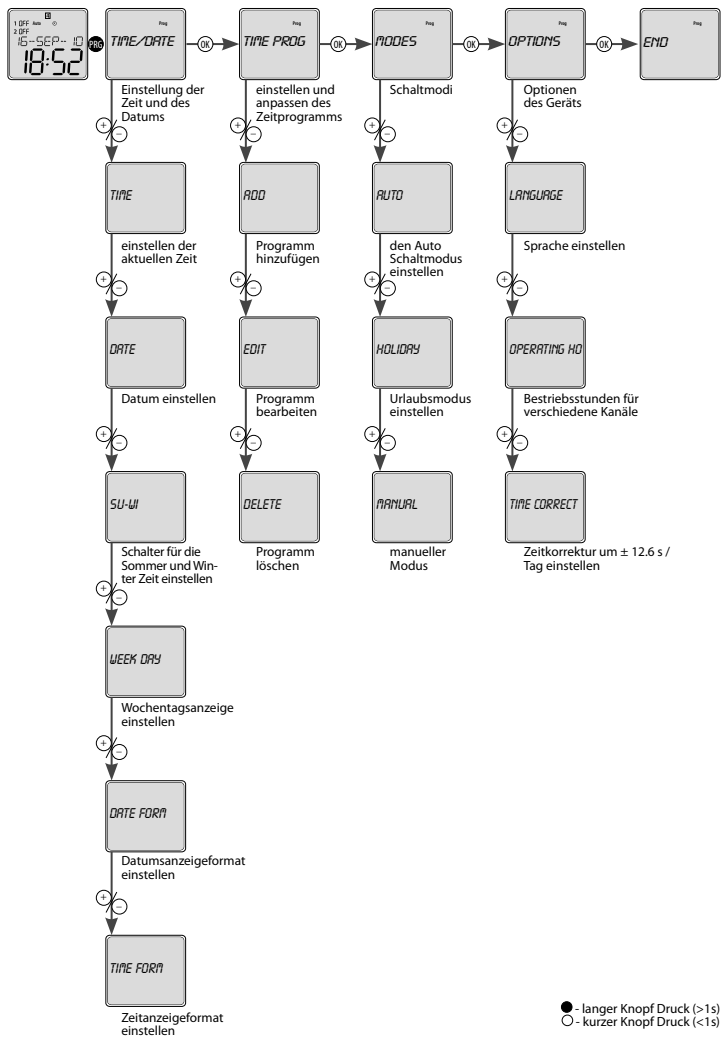 1 OFF Auto
2 OFF
16--SEP--10
18:52
PRG
Prog
TIME/DATE
OK
Prog
TIME PROG
OK
Prog
MODES
OK
Prog
OPTIONS
OK
Prog
END
Einstellung der
Zeit und des
Datums
einstellen und
anpassen des
Zeitprogramms
Schaltmodi
Optionen
des Geräts
+ / −
+ / −
+ / −
+ / −
TIME
ADD
AUTO
LANGUAGE
einstellen der
aktuellen Zeit
Programm
hinzufügen
den Auto
Schaltmodus
einstellen
Sprache einstellen
+ / −
+ / −
+ / −
+ / −
DATE
EDIT
HOLIDAY
OPERATING HO
Datum einstellen
Programm
bearbeiten
Urlaubsmodus
einstellen
Bestriebsstunden für
verschiedene Kanäle
+ / −
+ / −
+ / −
+ / −
SU-WI
DELETE
MANUAL
TIME CORRECT
Schalter für die
Sommer und Win-
ter Zeit einstellen
Programm
löschen
manueller
Modus
Zeitkorrektur um ± 12.6 s /
Tag einstellen
+ / −
WEEK DAY
Wochentagsanzeige
einstellen
+ / −
DATE FORM
Datumsanzeigeformat
einstellen
+ / −
TIME FORM
Zeitanzeigeformat
einstellen
- langer Knopf Druck (>1s)
- kurzer Knopf Druck (<1s)